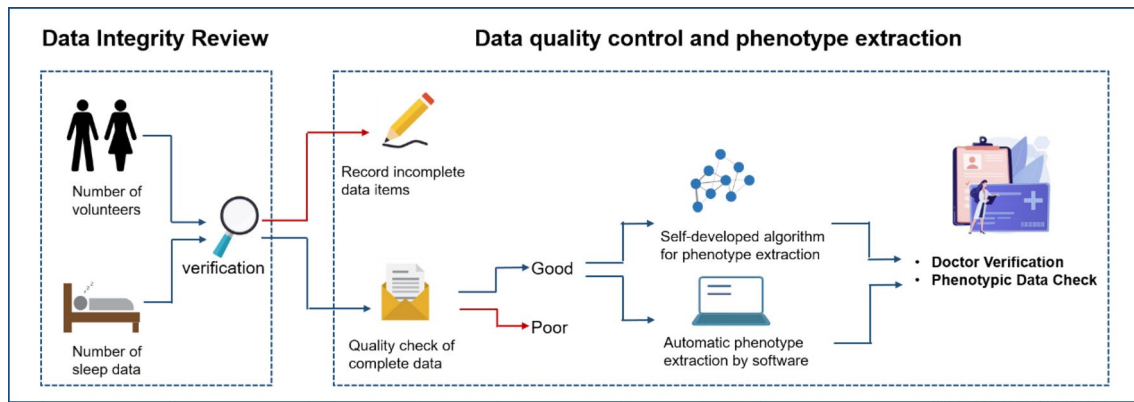 Data Integrity Review
Data quality control and phenotype extraction
Number of
volunteers
verification
Number of
sleep data
Record incomplete
data items
Quality check of
complete data
Good
Poor
Self-developed algorithm
for phenotype extraction
Automatic phenotype
extraction by software
• Doctor Verification
• Phenotypic Data Check